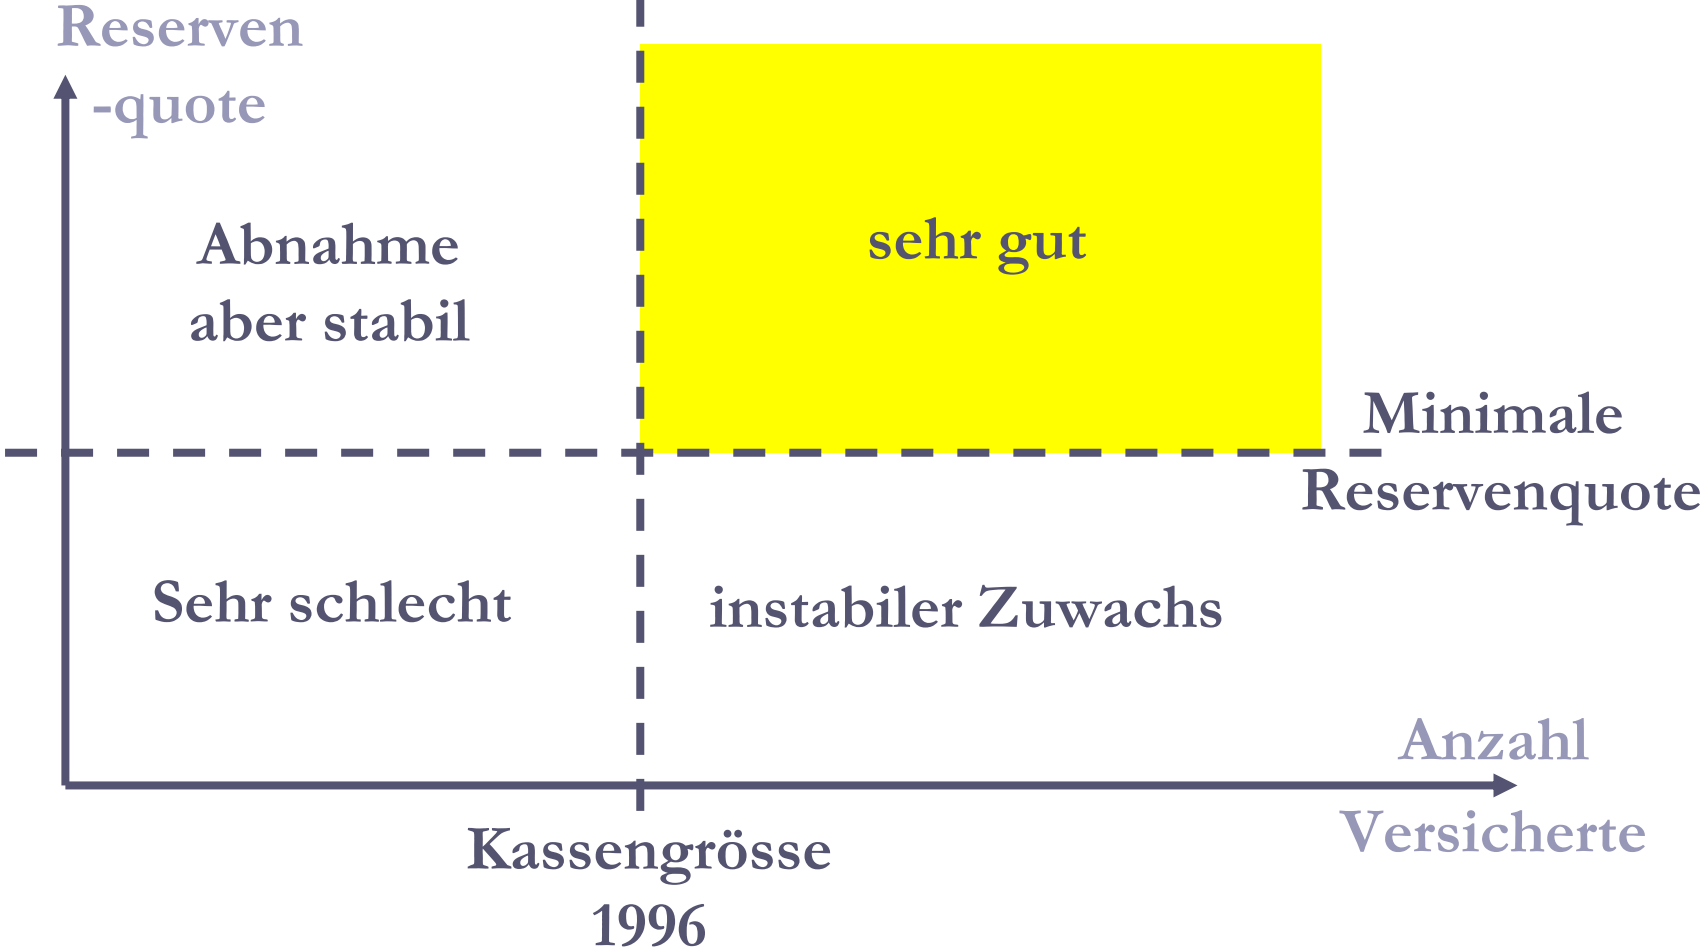 Reserven
-quote
Abnahme
aber stabil
sehr gut
Minimale
Reservenquote
Sehr schlecht
instabiler Zuwachs
Anzahl
Versicherte
Kassengrösse
1996